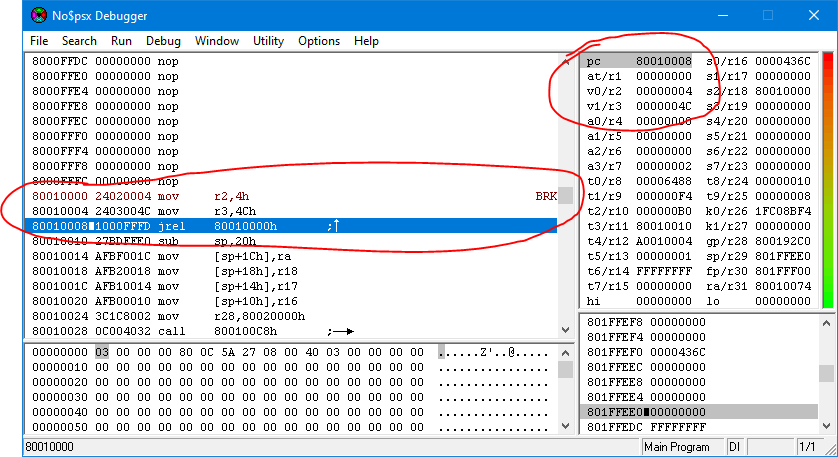 No$psx Debugger
File Search Run Debug Window Utility Options Help
8000FFDC 00000000 nop
8000FFE0 00000000 nop
8000FFE4 00000000 nop
8000FFE8 00000000 nop
8000FFEC 00000000 nop
8000FFF0 00000000 nop
8000FFF4 00000000 nop
8000FFF8 00000000 nop
8000FFFC 00000000 nop
80010000 24020004 mov r2,4h BRK
80010004 2403004C mov r3,4Ch
80010008 1000FFFD jrel 80010000h ;↑
80010010 27BDFFE0 sub sp,20h
80010014 AFBF001C mov [sp+1Ch],ra
80010018 AFB20018 mov [sp+18h],r18
8001001C AFB10014 mov [sp+14h],r17
80010020 AFB00010 mov [sp+10h],r16
80010024 3C1C8002 mov r28,80020000h
80010028 0C004032 call 800100C8h ;→
pc 80010008 s0/r16 0000436C
at/r1 00000000 s1/r17 00000000
v0/r2 00000004 s2/r18 80010000
v1/r3 0000004C s3/r19 00000000
a0/r4 00000000 s4/r20 00000000
a1/r5 00000000 s5/r21 00000000
a2/r6 00000000 s6/r22 00000000
a3/r7 00000002 s7/r23 00000000
t0/r8 00006488 t8/r24 00000010
t1/r9 000000F4 t9/r25 00000008
t2/r10 000000B0 k0/r26 1FC08BF4
t3/r11 80010010 k1/r27 00000000
t4/r12 A0010004 gp/r28 800192C0
t5/r13 00000001 sp/r29 801FFEE0
t6/r14 FFFFFFFF fp/r30 801FFF00
t7/r15 00000000 ra/r31 80010074
hi 00000000 lo 00000000
00000000 03 00 00 00 80 0C 5A 27 08 00 40 03 00 00 00 00 ......Z'..@.....
00000010 00 00 00 00 00 00 00 00 00 00 00 00 00 00 00 00 ................
00000020 00 00 00 00 00 00 00 00 00 00 00 00 00 00 00 00 ................
00000030 00 00 00 00 00 00 00 00 00 00 00 00 00 00 00 00 ................
00000040 00 00 00 00 00 00 00 00 00 00 00 00 00 00 00 00 ................
00000050 00 00 00 00 00 00 00 00 00 00 00 00 00 00 00 00 ................
801FFEF8 00000000
801FFEF4 00000000
801FFEF0 0000436C
801FFEEC 00000000
801FFEE8 00000000
801FFEE4 00000000
801FFEE0 00000000
801FFEDC FFFFFFFF
80010000 Main Program DI 1/1